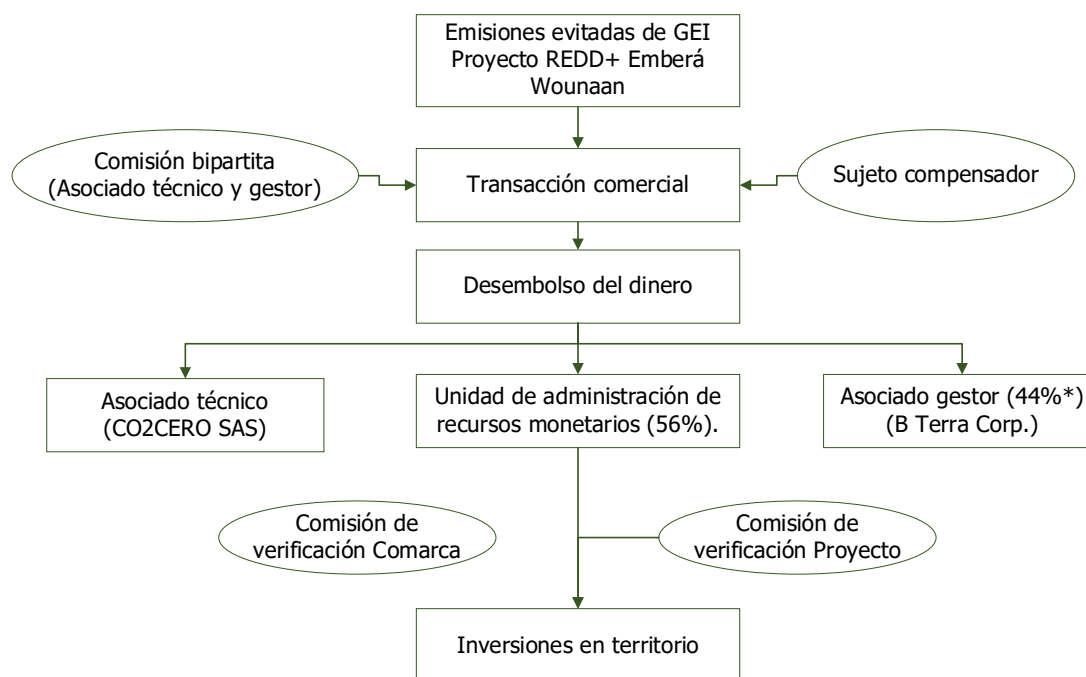 Emisiones evitadas de GEI
Proyecto REDD+ Emberá
Wounaan
Comisión bipartita
(Asociado técnico y gestor)
Transacción comercial
Sujeto compensador
Desembolso del dinero
Asociado técnico
(CO2CERO SAS)
Unidad de administración de
recursos monetarios (56%).
Asociado gestor (44%*)
(B Terra Corp.)
Comisión de
verificación Comarca
Comisión de
verificación Proyecto
Inversiones en territorio